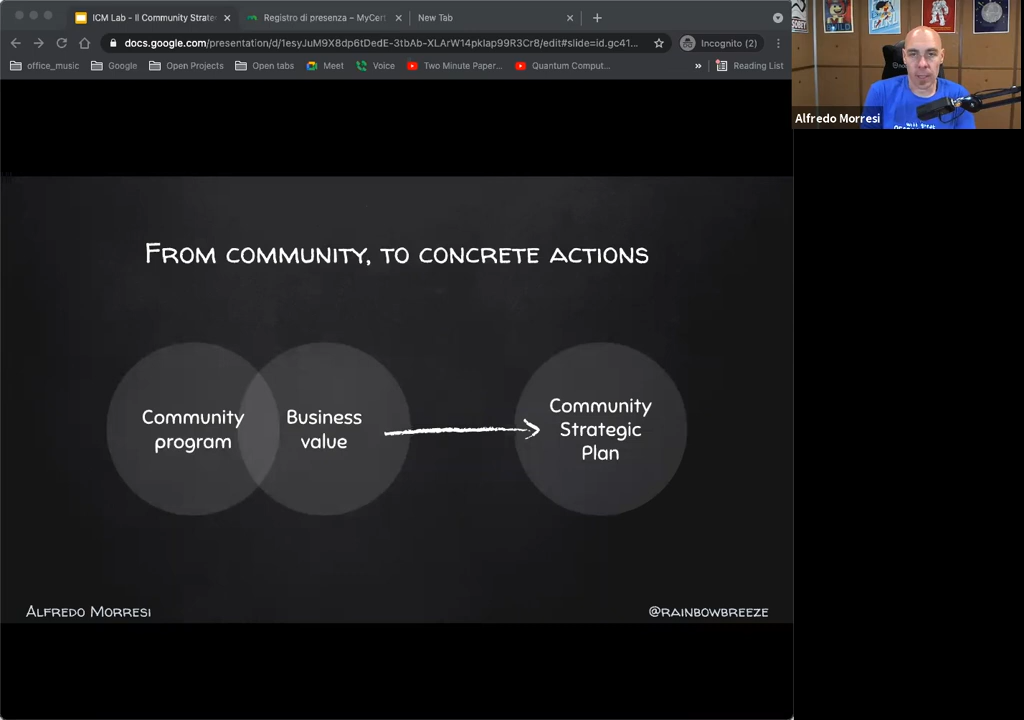 ICM Lab - Il Community Strate
Registro di presenza – MyCert
New Tab
docs.google.com/presentation/d/1esyJuM9X8dp6tDedE-3tbAb-XLArW14pkIap99R3Cr8/edit#slide=id.gc41...
Incognito (2)
office_music
Google
Open Projects
Open tabs
Meet
Voice
Two Minute Paper...
Quantum Comput...
»
Reading List
Alfredo Morresi
From community, to concrete actions
Community
program
Business
value
Community
Strategic
Plan
Alfredo Morresi
@rainbowbreeze